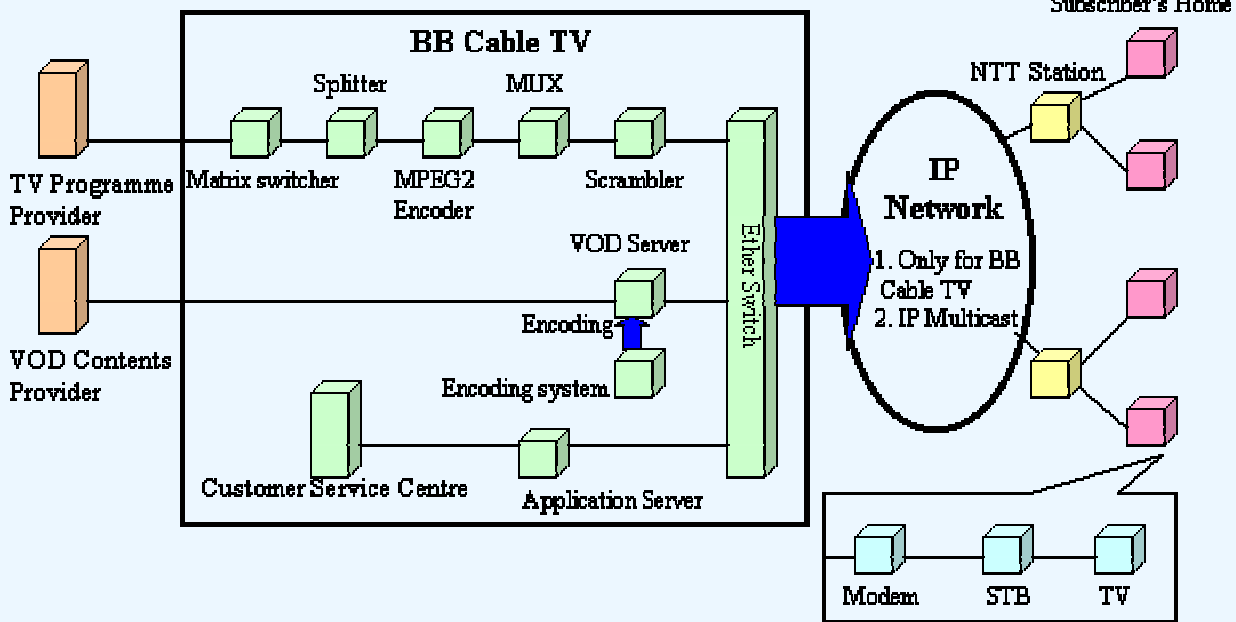 Subscriber's Home
BB Cable TV
NTT Station
Splitter
MUX
Matrix switcher
MPEG2
Encoder
Scrambler
TV Programme
Provider
IP
Network
1. Only for BB
Cable TV
2. IP Multicast
VOD Server
Ether Switch
Encoding
VOD Contents
Provider
Encoding system
Customer Service Centre
Application Server
Modem
STB
TV